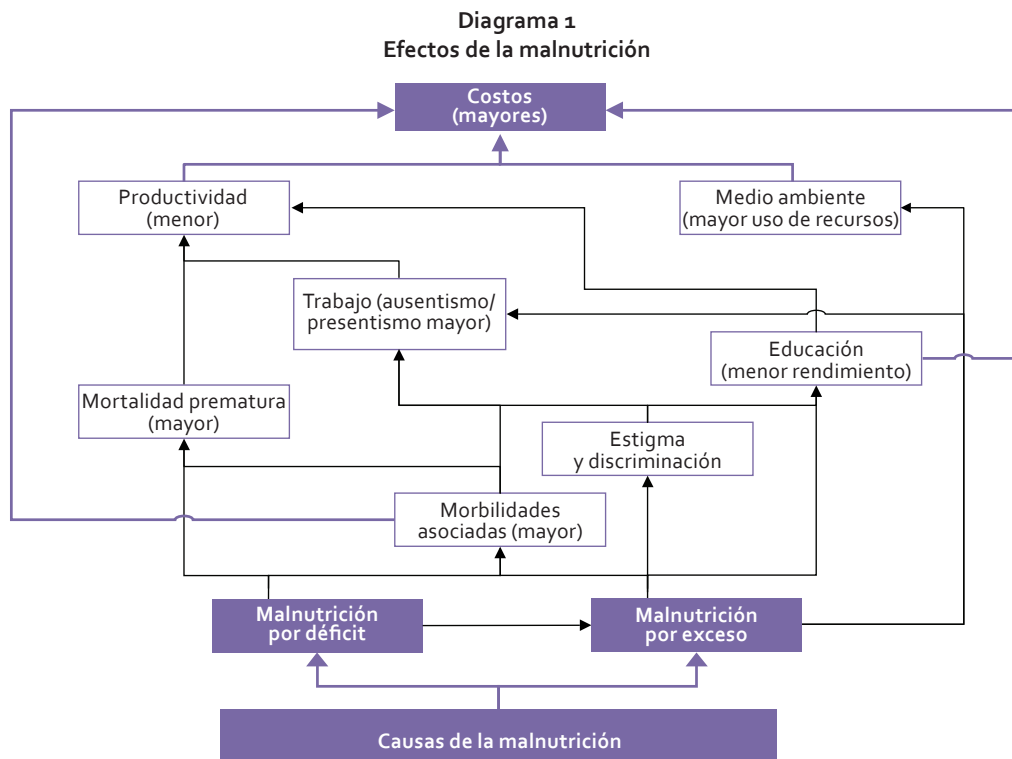 Diagrama 1
Efectos de la malnutrición
Costos
(mayores)
Productividad
(menor)
Medio ambiente
(mayor uso de recursos)
Trabajo (ausentismo/
presentismo mayor)
Educación
(menor rendimiento)
Mortalidad prematura
(mayor)
Estigma
y discriminación
Morbilidades
asociadas (mayor)
Malnutrición
por déficit
Malnutrición
por exceso
Causas de la malnutrición